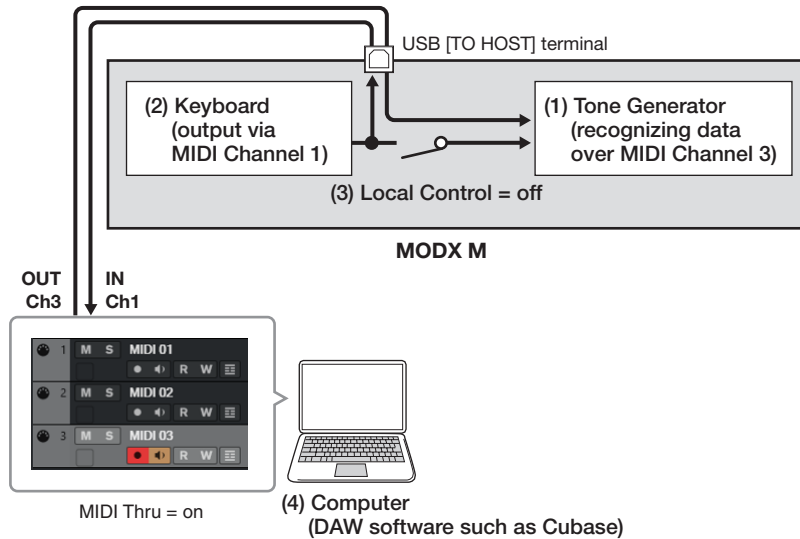 USB [TO HOST] terminal
(2) Keyboard
(output via
MIDI Channel 1)
(1) Tone Generator
(recognizing data
over MIDI Channel 3)
(3) Local Control = off
MODX M
OUT
Ch3
IN
Ch1
1 M S MIDI 01
R W
2 M S MIDI 02
R W
3 M S MIDI 03
R W
MIDI Thru = on
(4) Computer
(DAW software such as Cubase)